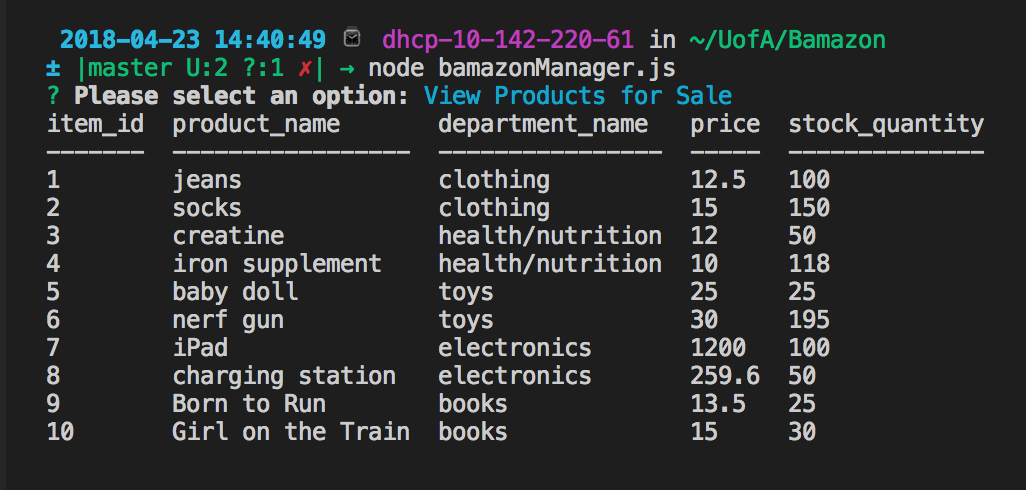 2018-04-23 14:40:49 ⌚ dhcp-10-142-220-61 in ~/UofA/Bamazon
± |master U:2 ?:1 ✗| → node bamazonManager.js
? Please select an option: View Products for Sale
item_id  product_name       department_name   price  stock_quantity
-------  -----------------  ----------------  -----  --------------
1        jeans              clothing          12.5   100
2        socks              clothing          15     150
3        creatine           health/nutrition  12     50
4        iron supplement    health/nutrition  10     118
5        baby doll          toys              25     25
6        nerf gun           toys              30     195
7        iPad               electronics       1200   100
8        charging station   electronics       259.6  50
9        Born to Run        books             13.5   25
10       Girl on the Train  books             15     30